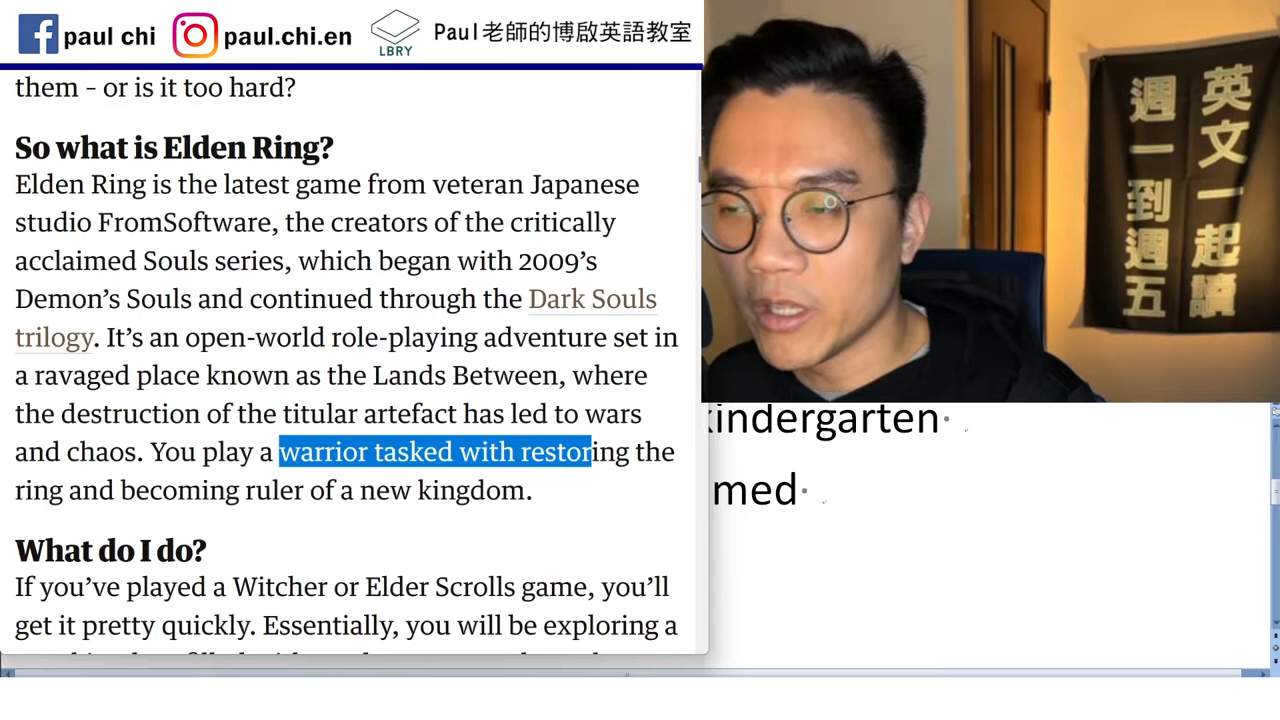 paul chi
paul.chi.en
LBRY
Paul老師的博啟英語教室
them – or is it too hard?
So what is Elden Ring?
Elden Ring is the latest game from veteran Japanese
studio FromSoftware, the creators of the critically
acclaimed Souls series, which began with 2009’s
Demon’s Souls and continued through the Dark Souls
trilogy. It’s an open-world role-playing adventure set in
a ravaged place known as the Lands Between, where
the destruction of the titular artefact has led to wars
and chaos. You play a warrior tasked with restoring the
ring and becoming ruler of a new kingdom.
What do I do?
If you’ve played a Witcher or Elder Scrolls game, you’ll
get it pretty quickly. Essentially, you will be exploring a
英文一起讀
週一到週五
kindergarten
med